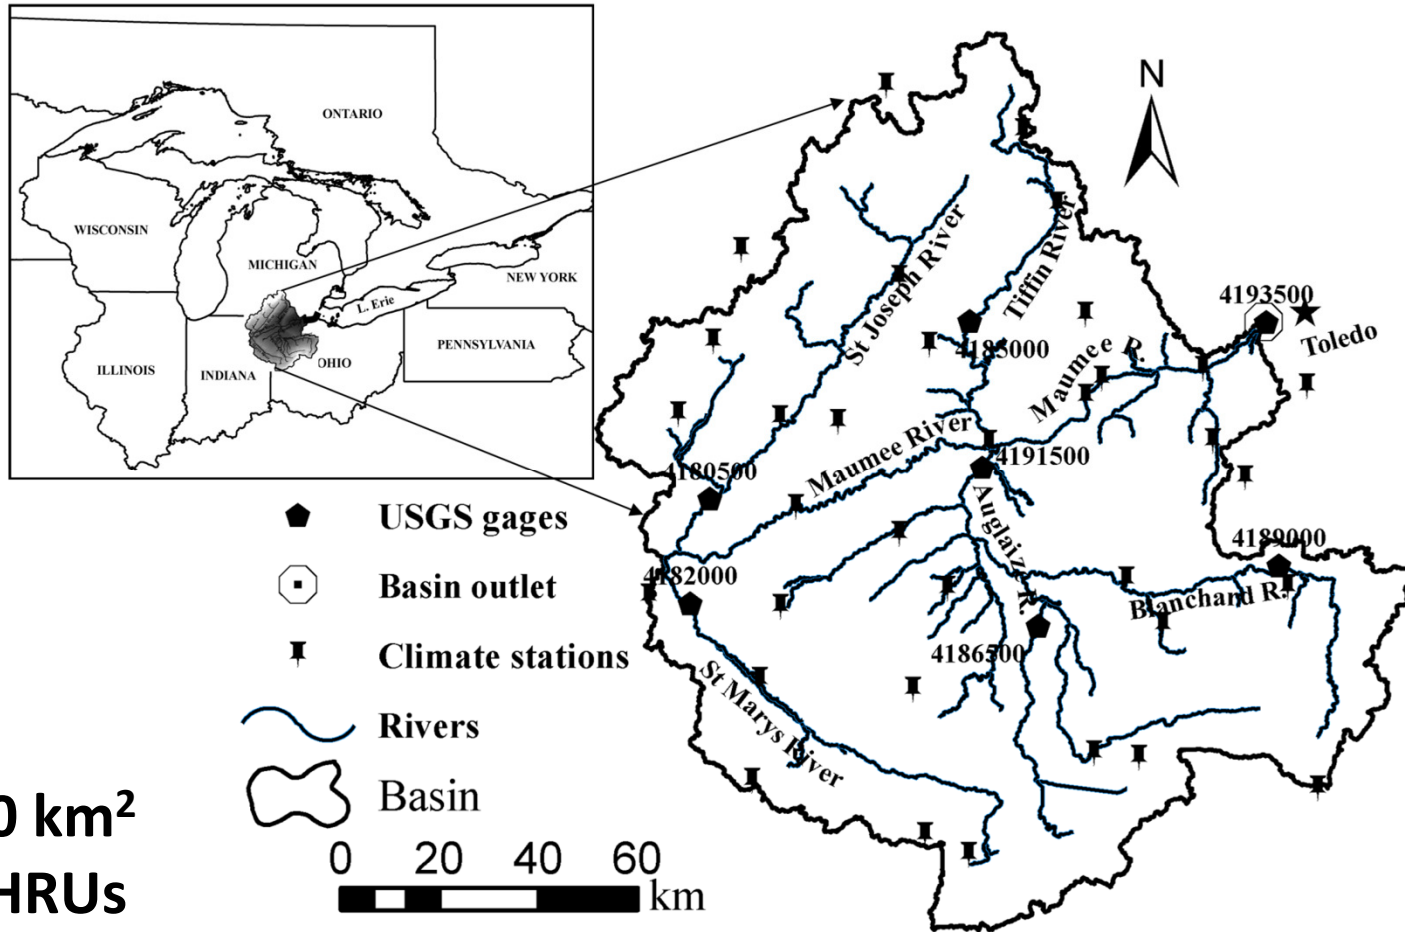 ONTARIO
WISCONSIN
MICHIGAN
NEW YORK
L. Erie
PENNSYLVANIA
ILLINOIS
INDIANA
OHIO
N
St Joseph River
Tiffin River
4193500
Toledo
4185000
Maumee R.
Maumee River
4180500
4191500
Auglaize R.
4189000
4182000
Blanchard R.
4186500
St Marys River
USGS gages
Basin outlet
Climate stations
Rivers
Basin
0 km²
HRUs
0 20 40 60
km